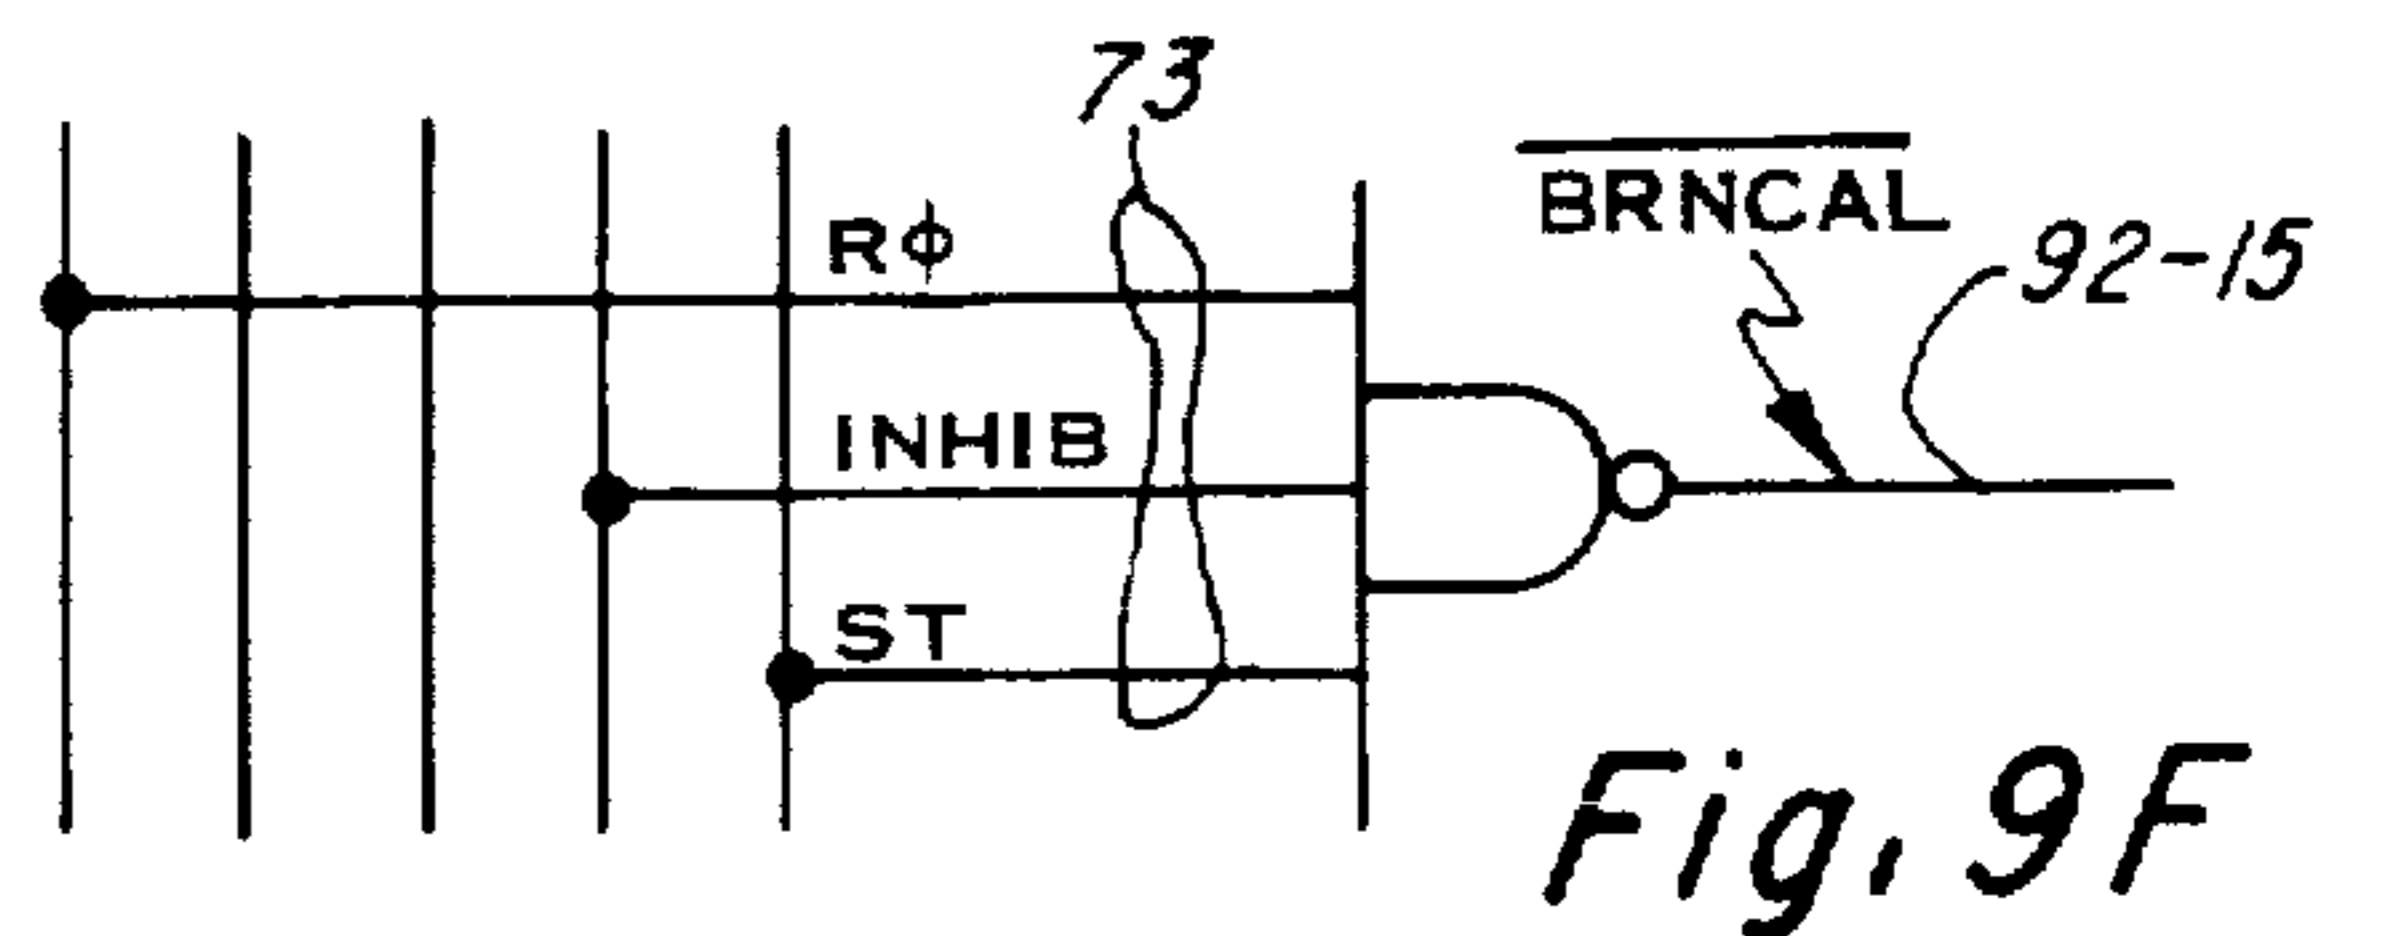 73
BRNCAL
92-15
Rϕ
INHIB
ST
Fig. 9F